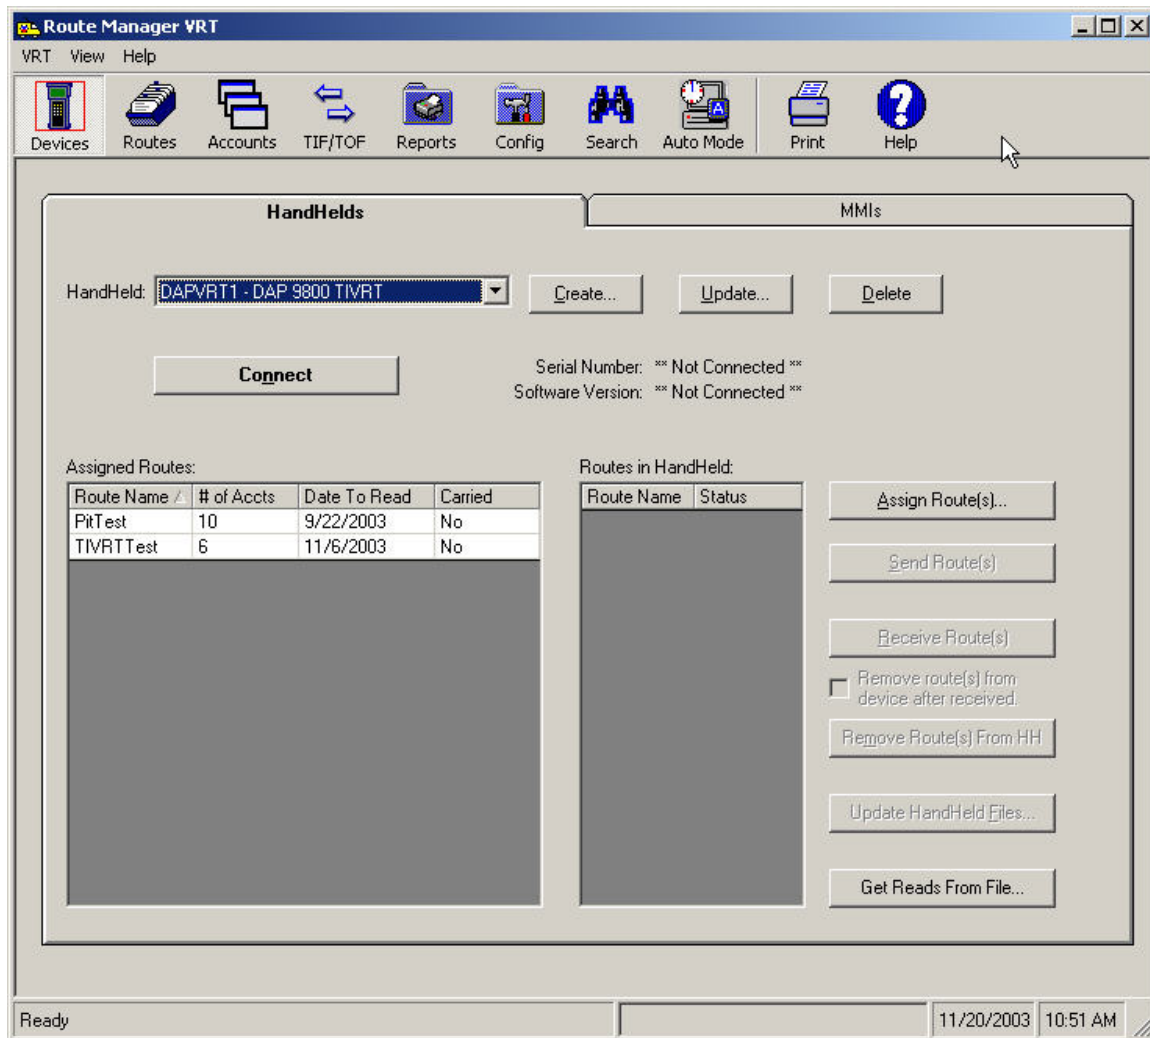 Route Manager VRT
VRT View Help
Devices Routes Accounts TIF/TOF Reports Config Search Auto Mode Print Help
HandHelds MMIs
HandHeld: DAPVRT1 - DAP 9800 TIVRT Create... Update... Delete
Connect
Serial Number: ** Not Connected **
Software Version: ** Not Connected **
Assigned Routes: Routes in HandHeld:
Route Name # of Accts Date To Read Carried Route Name Status
PitTest 10 9/22/2003 No
TIVRTTest 6 11/6/2003 No
Assign Route(s)...
Send Route(s)
Receive Route(s)
Remove route(s) from
device after received.
Remove Route(s) From HH
Update HandHeld Files...
Get Reads From File...
Ready 11/20/2003 10:51 AM